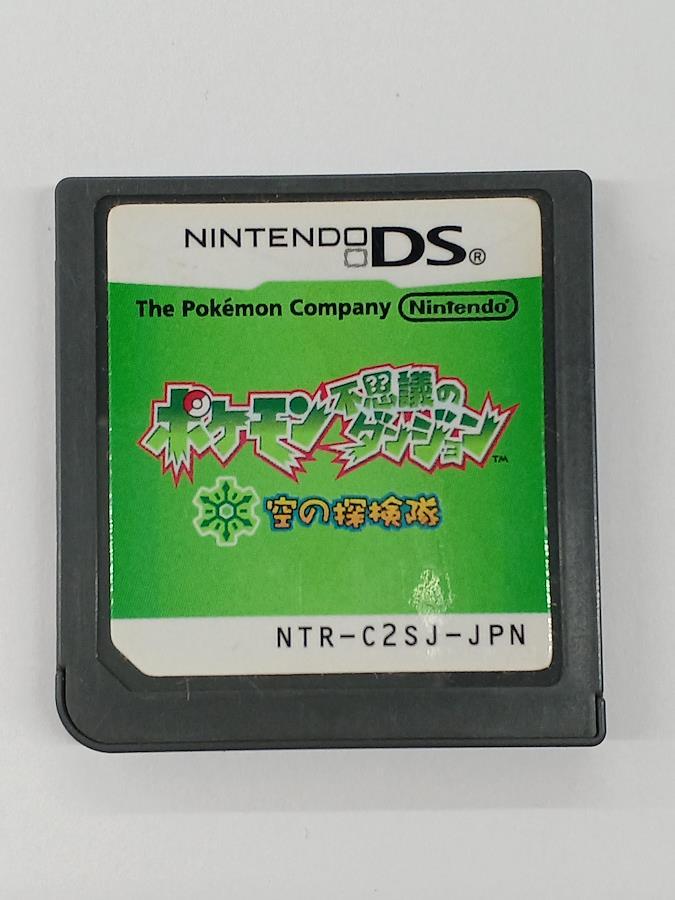 NINTENDO DS®
The Pokémon Company Nintendo®
ポケモン不思議の
ダンジョン™
空の探検隊
NTR-C2SJ-JPN